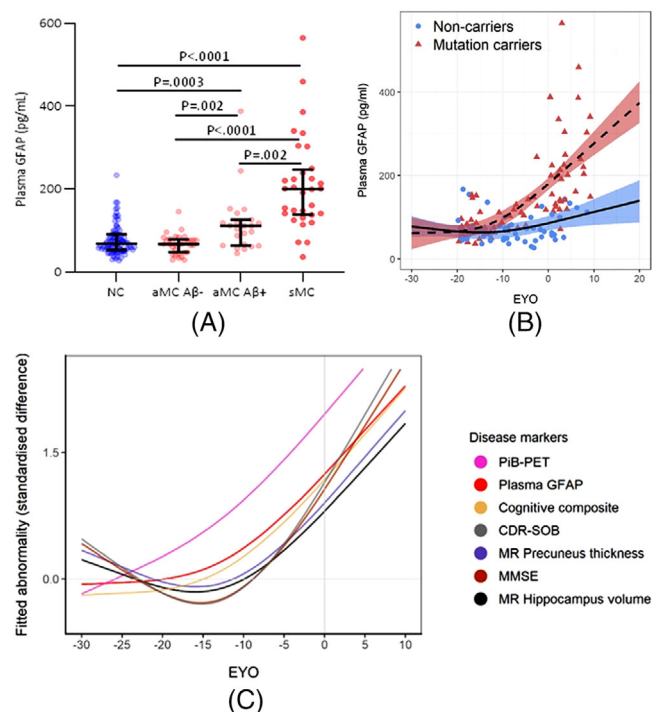 600
400
200
0
Plasma GFAP (pg/mL)
P<.0001
P=.0003
P=.002
P<.0001
P=.002
NC
aMC Aβ-
aMC Aβ+
sMC
(A)
Non-carriers
Mutation carriers
600
400
200
0
Plasma GFAP (pg/mL)
-30
-20
-10
0
10
20
EYO
(B)
Fitted abnormality (standardised difference)
1.5
0.0
-30
-25
-20
-15
-10
-5
0
5
10
EYO
(C)
Disease markers
PiB-PET
Plasma GFAP
Cognitive composite
CDR-SOB
MR Precuneus thickness
MMSE
MR Hippocampus volume